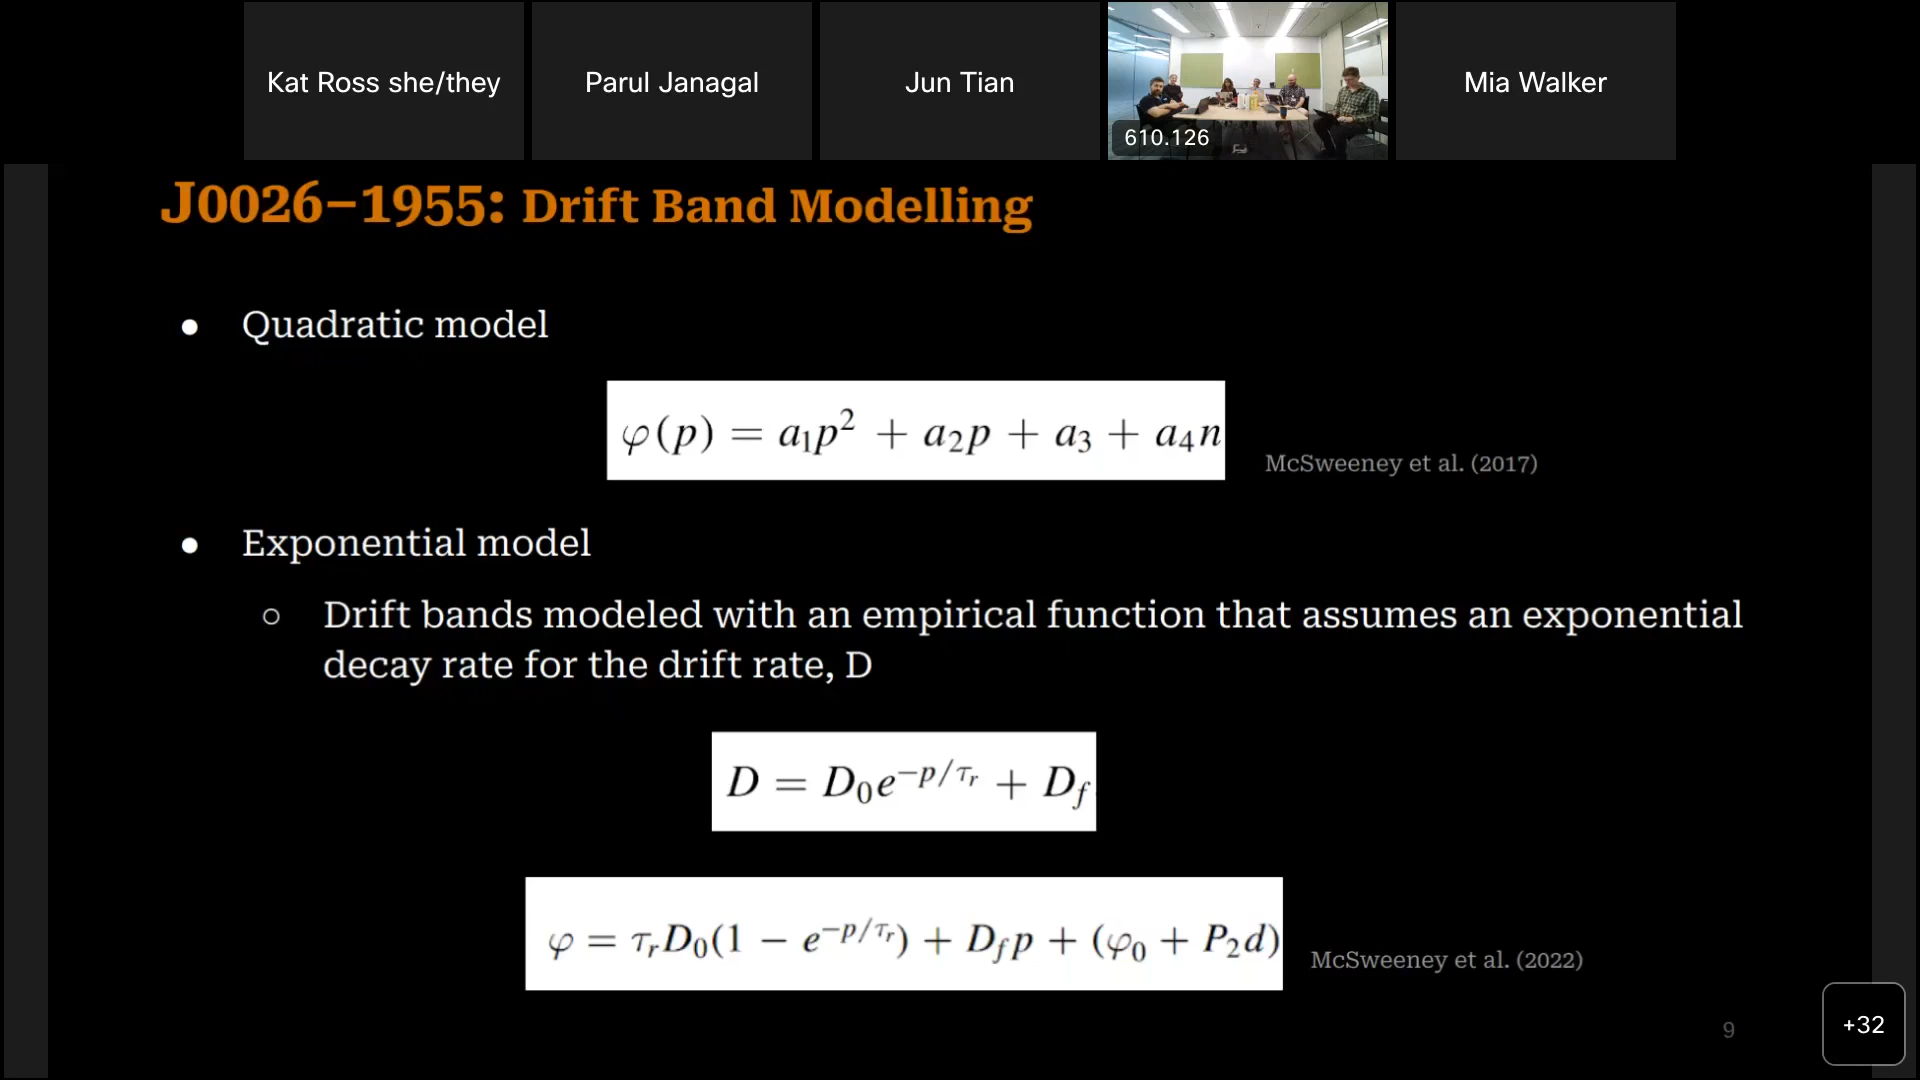 Kat Ross she/they
Parul Janagal
Jun Tian
610.126
Mia Walker
J0026−1955: Drift Band Modelling
● Quadratic model
φ(p) = a₁p² + a₂p + a₃ + a₄n
McSweeney et al. (2017)
● Exponential model
○ Drift bands modeled with an empirical function that assumes an exponential
decay rate for the drift rate, D
D = D₀e^{−p/τᵣ} + D_f
φ = τᵣD₀(1 − e^{−p/τᵣ}) + D_f p + (φ₀ + P₂d)
McSweeney et al. (2022)
9
+32